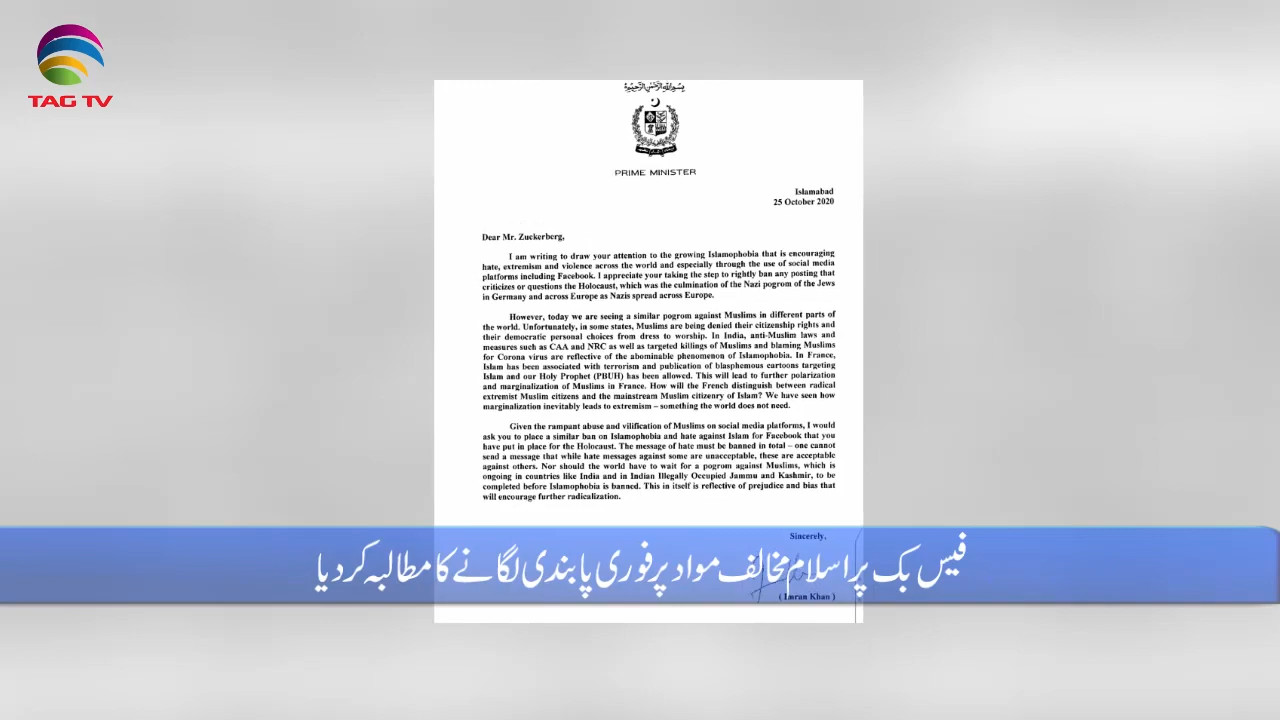 TAG TV
PRIME MINISTER
Islamabad
25 October 2020
Dear Mr. Zuckerberg,
I am writing to draw your attention to the growing Islamophobia that is encouraging
hate, extremism and violence across the world and especially through the use of social media
platforms including Facebook. I appreciate your taking the step to rightly ban any posting that
criticizes or questions the Holocaust, which was the culmination of the Nazi pogrom of the Jews
in Germany and across Europe as Nazis spread across Europe.
However, today we are seeing a similar pogrom against Muslims in different parts of
the world. Unfortunately, in some states, Muslims are being denied their citizenship rights and
their democratic personal choices from dress to worship. In India, anti-Muslim laws and
measures such as CAA and NRC as well as targeted killings of Muslims and blaming Muslims
for Corona virus are reflective of the abominable phenomenon of Islamophobia. In France,
Islam has been associated with terrorism and publication of blasphemous cartoons targeting
Islam and our Holy Prophet (PBUH) has been allowed. This will lead to further polarization
and marginalization of Muslims in France. How will the French distinguish between radical
extremist Muslim citizens and the mainstream Muslim citizenry of Islam? We have seen how
marginalization inevitably leads to extremism – something the world does not need.
Given the rampant abuse and vilification of Muslims on social media platforms, I would
ask you to place a similar ban on Islamophobia and hate against Islam for Facebook that you
have put in place for the Holocaust. The message of hate must be banned in total – one cannot
send a message that while hate messages against some are unacceptable, these are acceptable
against others. Nor should the world have to wait for a pogrom against Muslims, which is
ongoing in countries like India and in Indian Illegally Occupied Jammu and Kashmir, to be
completed before Islamophobia is banned. This in itself is reflective of prejudice and bias that
will encourage further radicalization.
Sincerely,
فیس بک پر اسلام مخالف مواد پر فوری پابندی لگانے کا مطالبہ کر دیا
( Imran Khan )